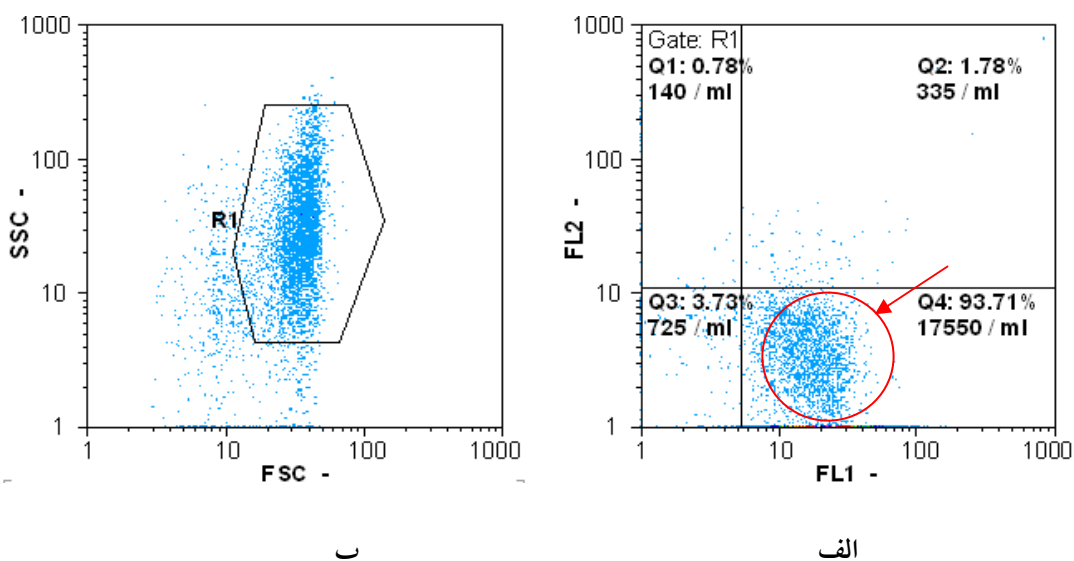 1000
100
10
1
1
10
100
1000
SSC -
FSC -
R1
1000
100
10
1
1
10
100
1000
FL2 -
FL1 -
Gate: R1
Q1: 0.78%
140 / ml
Q2: 1.78%
335 / ml
Q3: 3.73%
725 / ml
Q4: 93.71%
17550 / ml
ب
الف